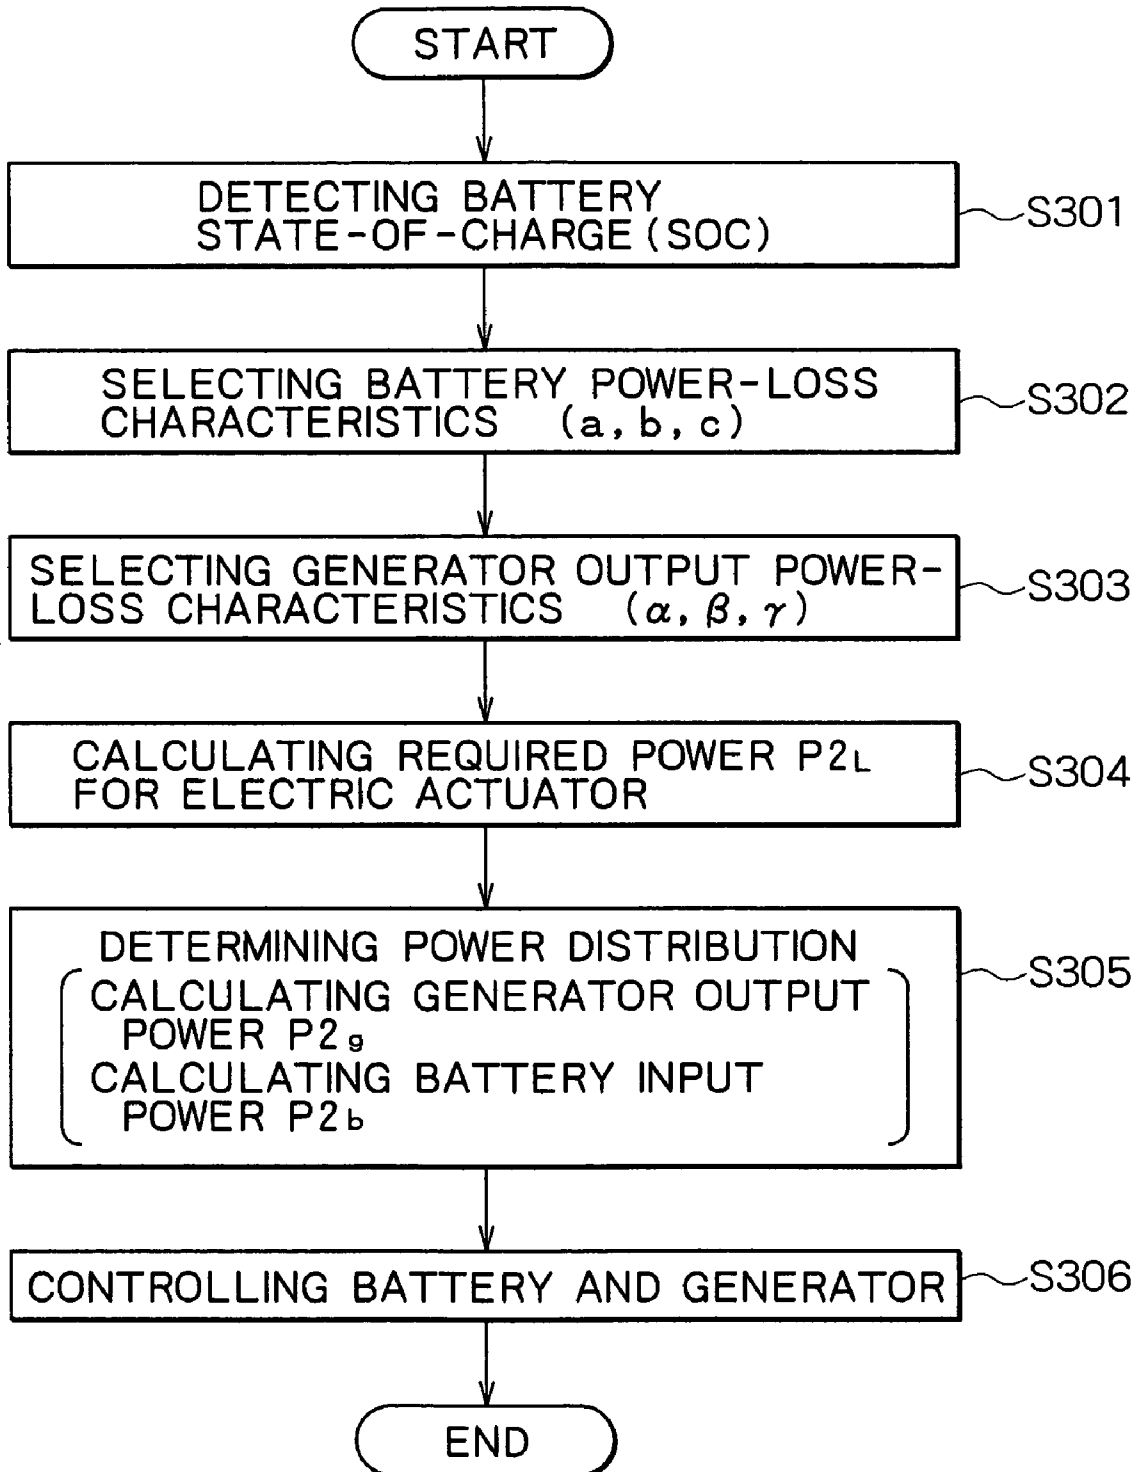 START
DETECTING BATTERY
STATE-OF-CHARGE (SOC)
S301
SELECTING BATTERY POWER-LOSS
CHARACTERISTICS (a, b, c)
S302
SELECTING GENERATOR OUTPUT POWER-
LOSS CHARACTERISTICS (α, β, γ)
S303
CALCULATING REQUIRED POWER P2L
FOR ELECTRIC ACTUATOR
S304
DETERMINING POWER DISTRIBUTION
CALCULATING GENERATOR OUTPUT
POWER P2g
CALCULATING BATTERY INPUT
POWER P2b
S305
CONTROLLING BATTERY AND GENERATOR
S306
END